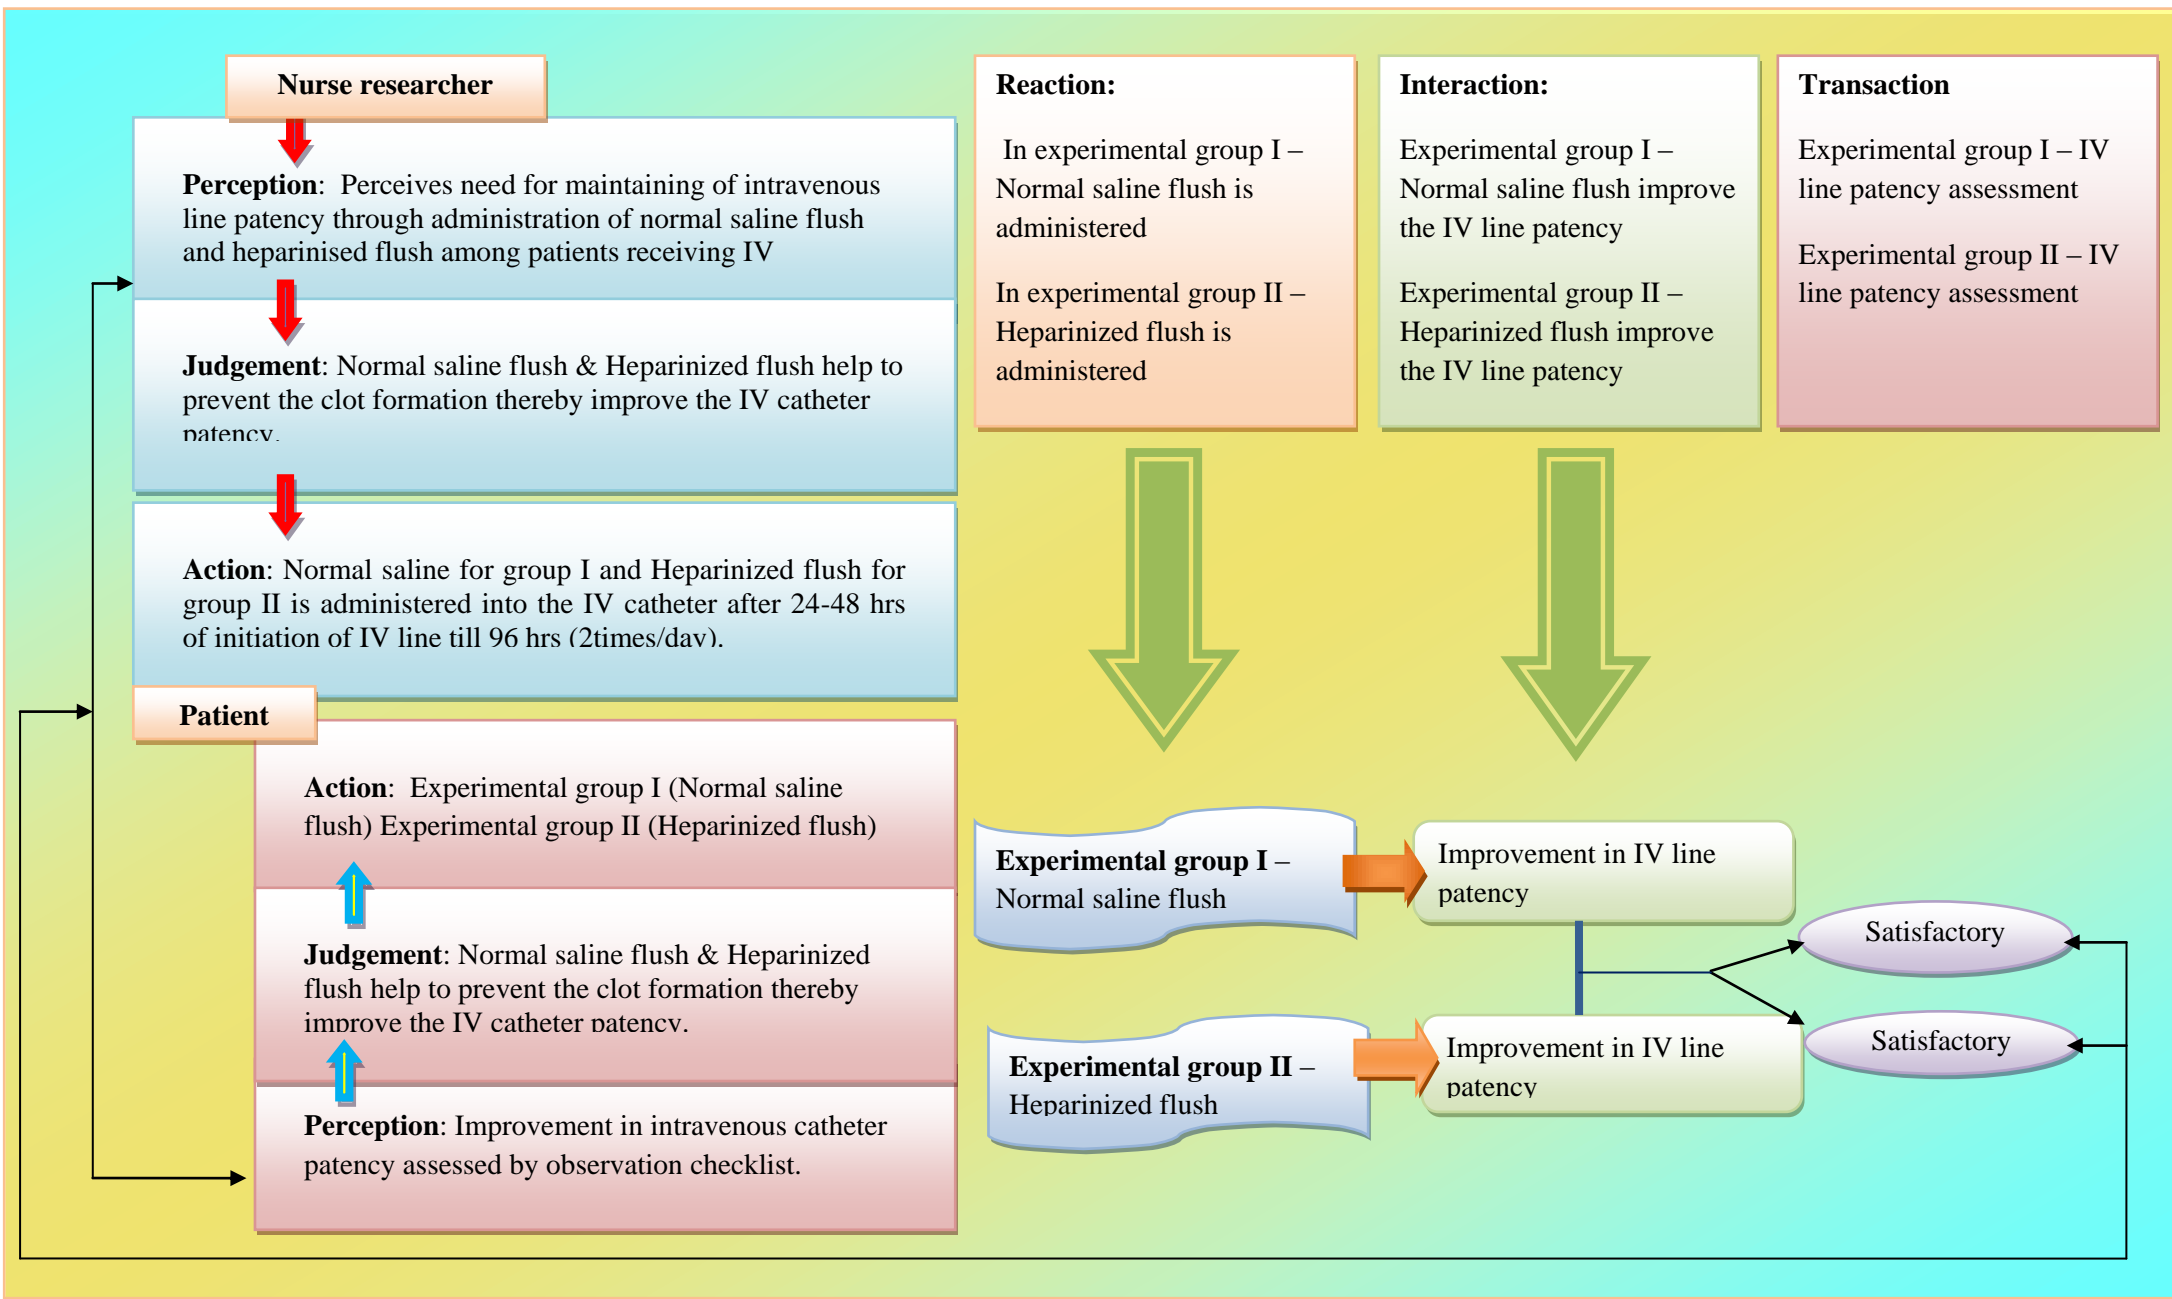 Nurse researcher
Perception: Perceives need for maintaining of intravenous
line patency through administration of normal saline flush
and heparinised flush among patients receiving IV
Judgement: Normal saline flush & Heparinized flush help to
prevent the clot formation thereby improve the IV catheter
patency.
Action: Normal saline for group I and Heparinized flush for
group II is administered into the IV catheter after 24-48 hrs
of initiation of IV line till 96 hrs (2times/day).
Patient
Action: Experimental group I (Normal saline
flush) Experimental group II (Heparinized flush)
Judgement: Normal saline flush & Heparinized
flush help to prevent the clot formation thereby
improve the IV catheter patency.
Perception: Improvement in intravenous catheter
patency assessed by observation checklist.
Reaction:
In experimental group I –
Normal saline flush is
administered
In experimental group II –
Heparinized flush is
administered
Interaction:
Experimental group I –
Normal saline flush improve
the IV line patency
Experimental group II –
Heparinized flush improve
the IV line patency
Transaction
Experimental group I – IV
line patency assessment
Experimental group II – IV
line patency assessment
Experimental group I –
Normal saline flush
Improvement in IV line
patency
Satisfactory
Experimental group II –
Heparinized flush
Improvement in IV line
patency
Satisfactory